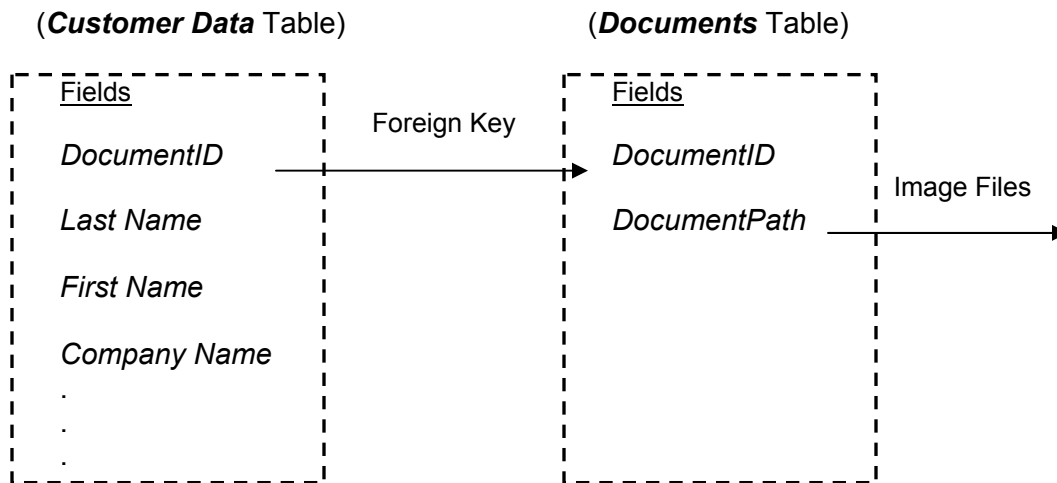 (Customer Data Table)
Fields
DocumentID
Last Name
First Name
Company Name
.
.
.
Foreign Key
(Documents Table)
Fields
DocumentID
DocumentPath
Image Files